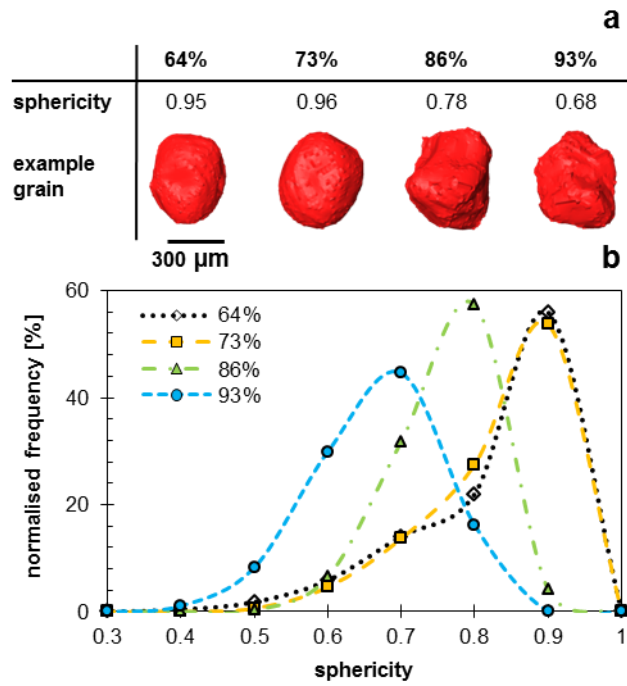 a
64% 73% 86% 93%
sphericity 0.95 0.96 0.78 0.68
example
grain
300 µm
b
normalised frequency [%]
60
40
20
0
64%
73%
86%
93%
0.3 0.4 0.5 0.6 0.7 0.8 0.9 1
sphericity